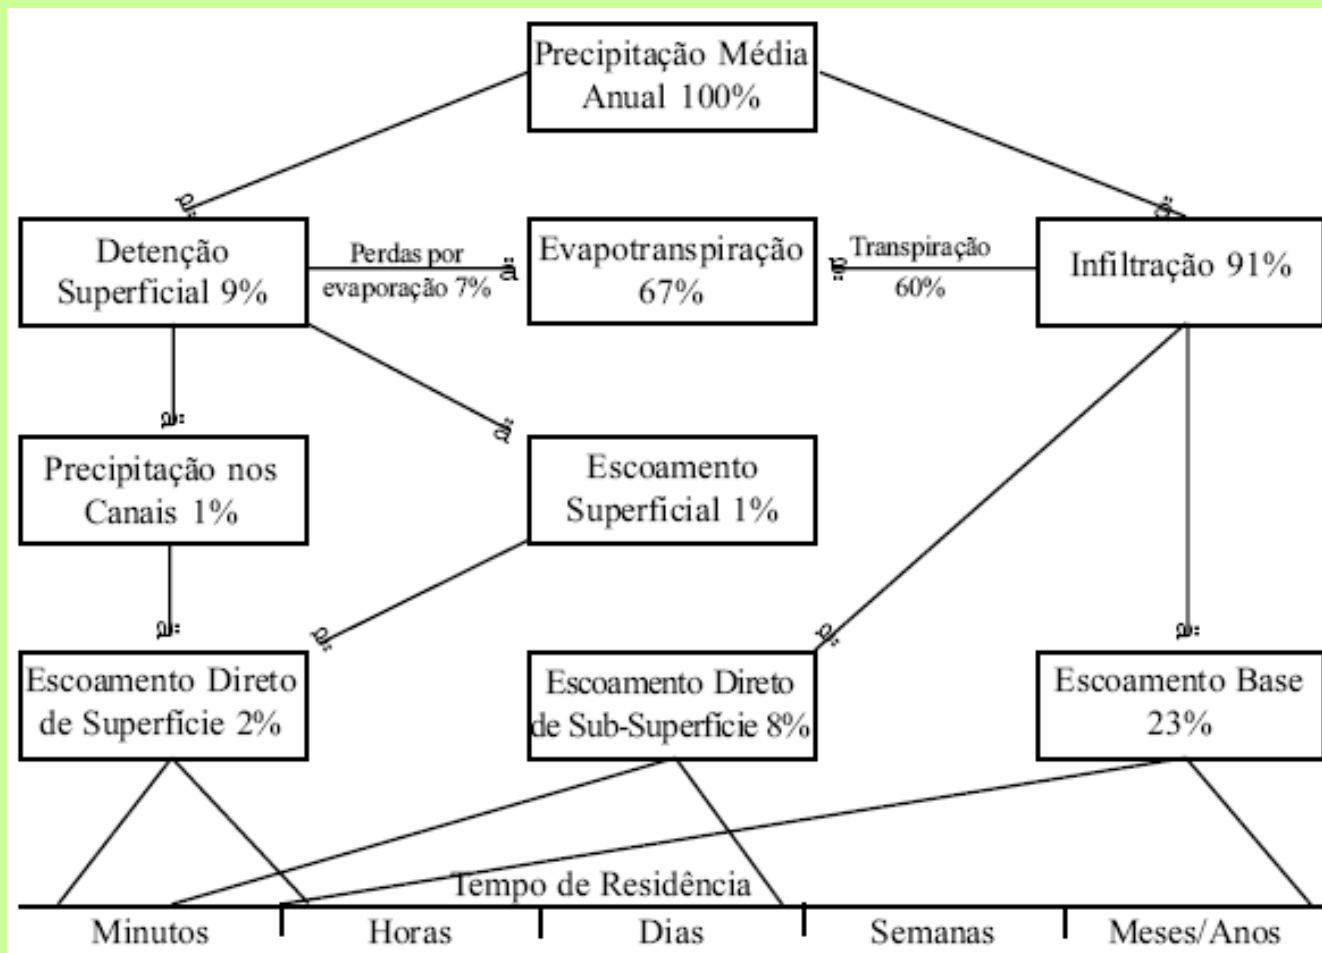 Precipitação Média
Anual 100%
Detenção
Superficial 9%
Perdas por
evaporação 7%
Evapotranspiração
67%
Transpiração
60%
Infiltração 91%
Precipitação nos
Canais 1%
Escoamento
Superficial 1%
Escoamento Direto
de Superfície 2%
Escoamento Direto
de Sub-Superfície 8%
Escoamento Base
23%
Tempo de Residência
Minutos
Horas
Dias
Semanas
Meses/Anos